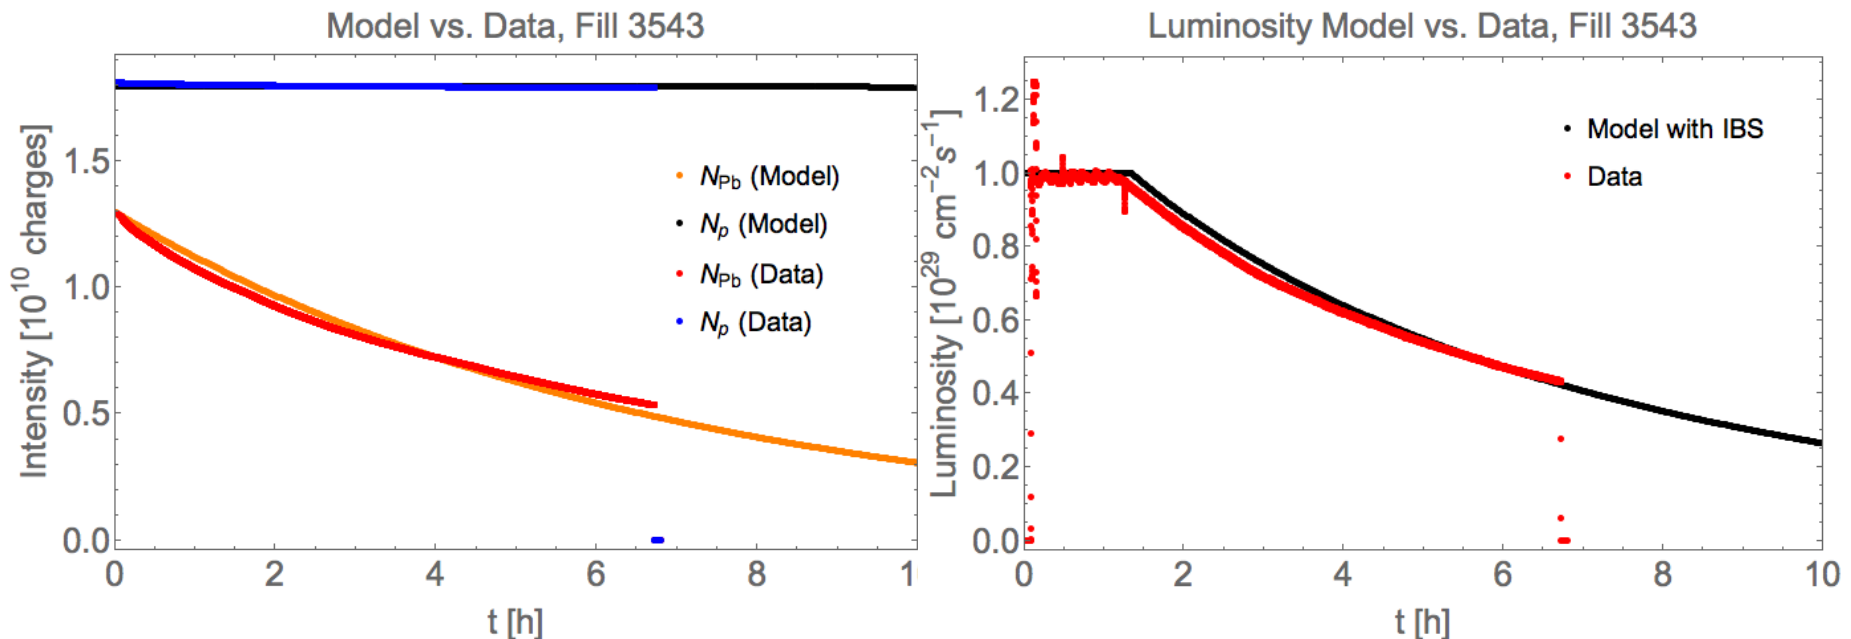 Model vs. Data, Fill 3543
Intensity [10^10 charges]
1.5
1.0
0.5
0.0
0 2 4 6 8 1
t [h]
N_Pb (Model)
N_p (Model)
N_Pb (Data)
N_p (Data)
Luminosity Model vs. Data, Fill 3543
Luminosity [10^29 cm^−2 s^−1]
1.2
1.0
0.8
0.6
0.4
0.2
0.0
0 2 4 6 8 10
t [h]
Model with IBS
Data